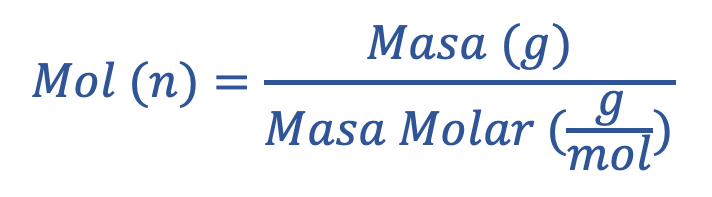 Mol (n) = Masa (g) / Masa Molar (g/mol)